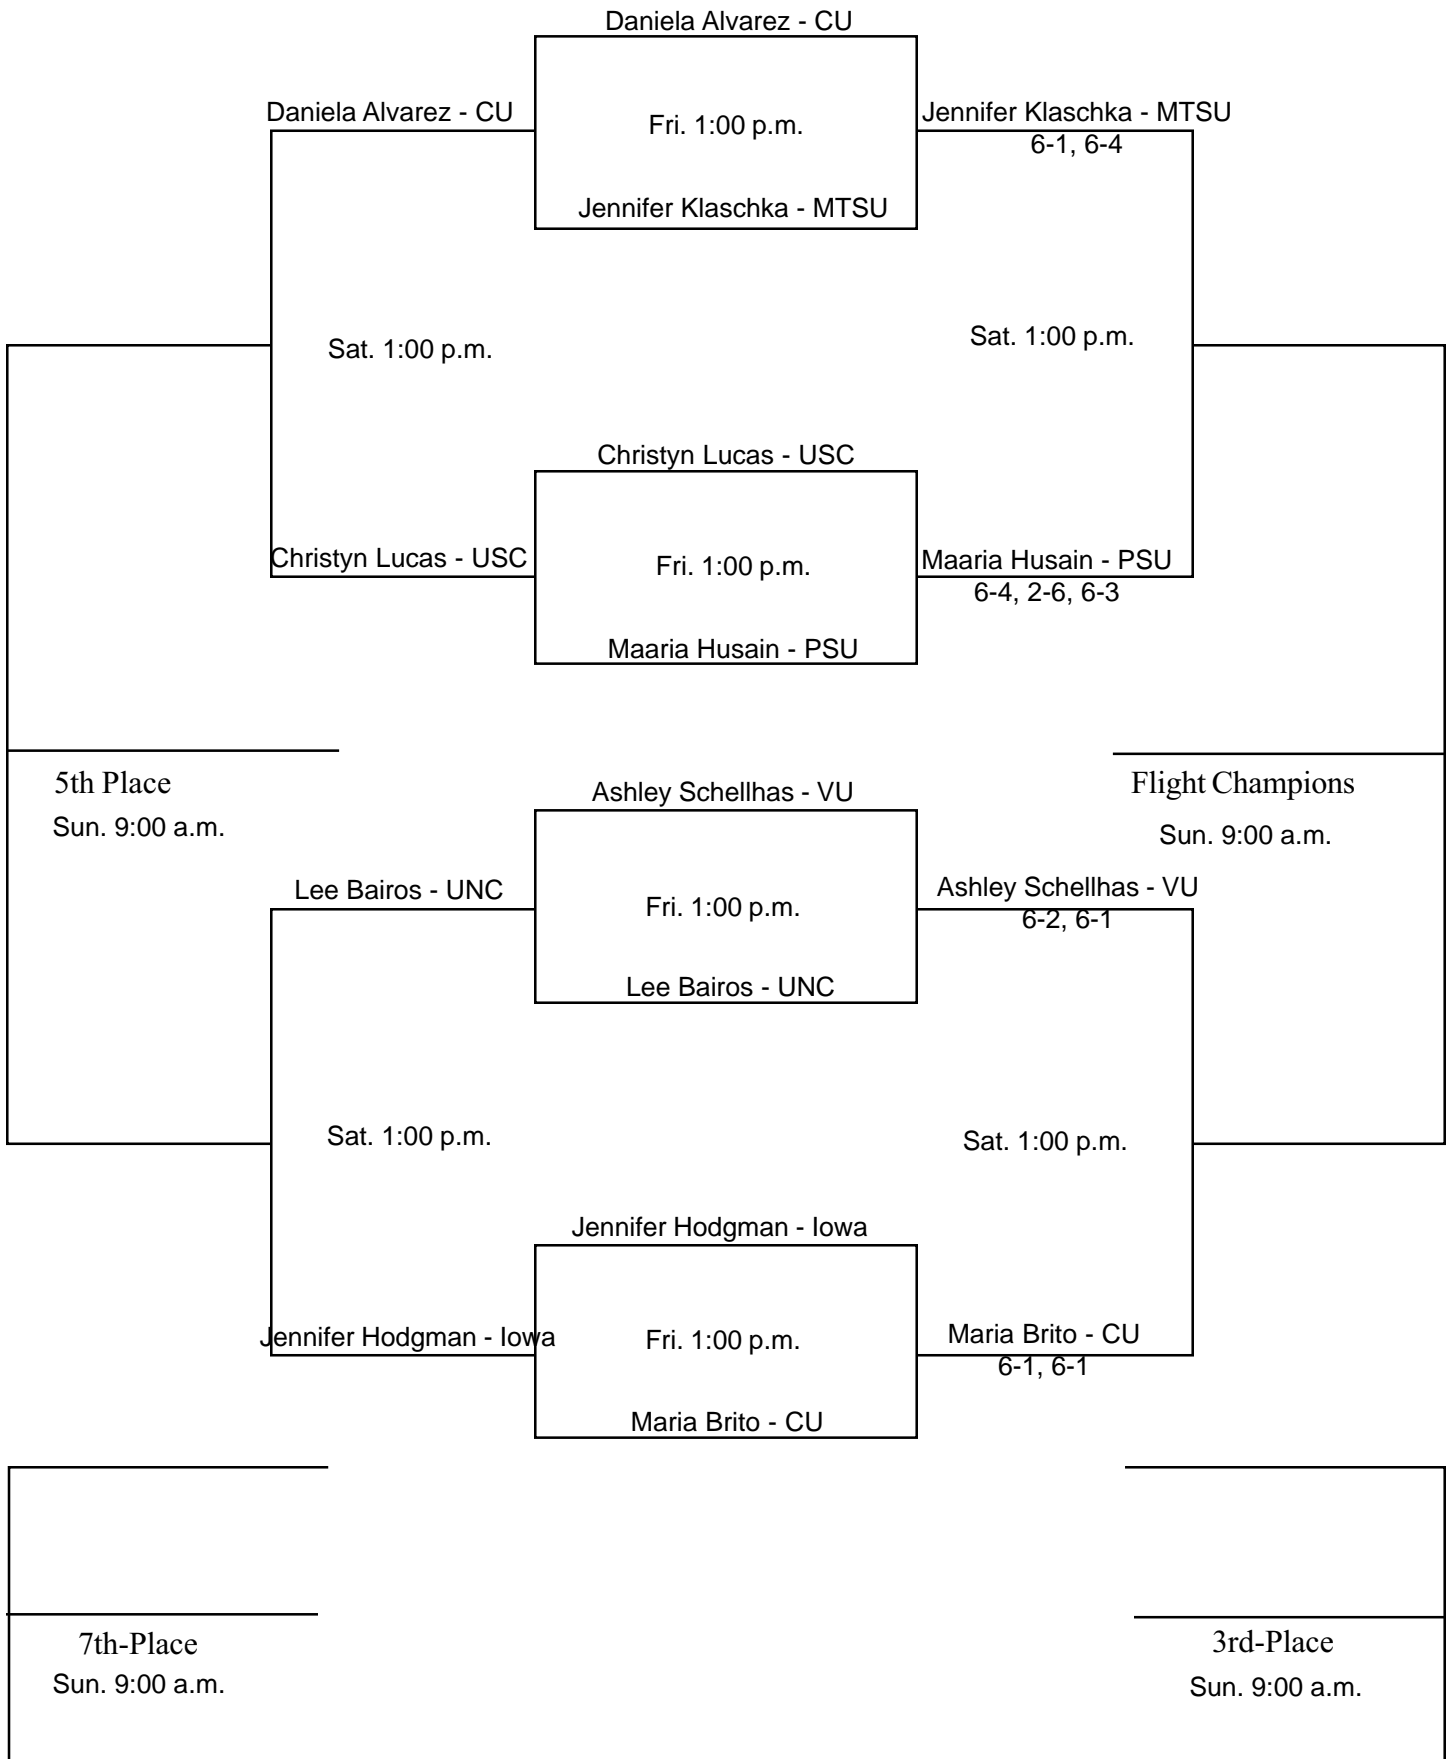 Daniela Alvarez - CU
Daniela Alvarez - CU
Fri. 1:00 p.m.
Jennifer Klaschka - MTSU
6-1, 6-4
Jennifer Klaschka - MTSU
Sat. 1:00 p.m.
Sat. 1:00 p.m.
Christyn Lucas - USC
Christyn Lucas - USC
Fri. 1:00 p.m.
Maaria Husain - PSU
6-4, 2-6, 6-3
Maaria Husain - PSU
5th Place
Sun. 9:00 a.m.
Flight Champions
Sun. 9:00 a.m.
Ashley Schellhas - VU
Lee Bairos - UNC
Fri. 1:00 p.m.
Ashley Schellhas - VU
6-2, 6-1
Lee Bairos - UNC
Sat. 1:00 p.m.
Sat. 1:00 p.m.
Jennifer Hodgman - Iowa
Jennifer Hodgman - Iowa
Fri. 1:00 p.m.
Maria Brito - CU
6-1, 6-1
Maria Brito - CU
7th-Place
Sun. 9:00 a.m.
3rd-Place
Sun. 9:00 a.m.